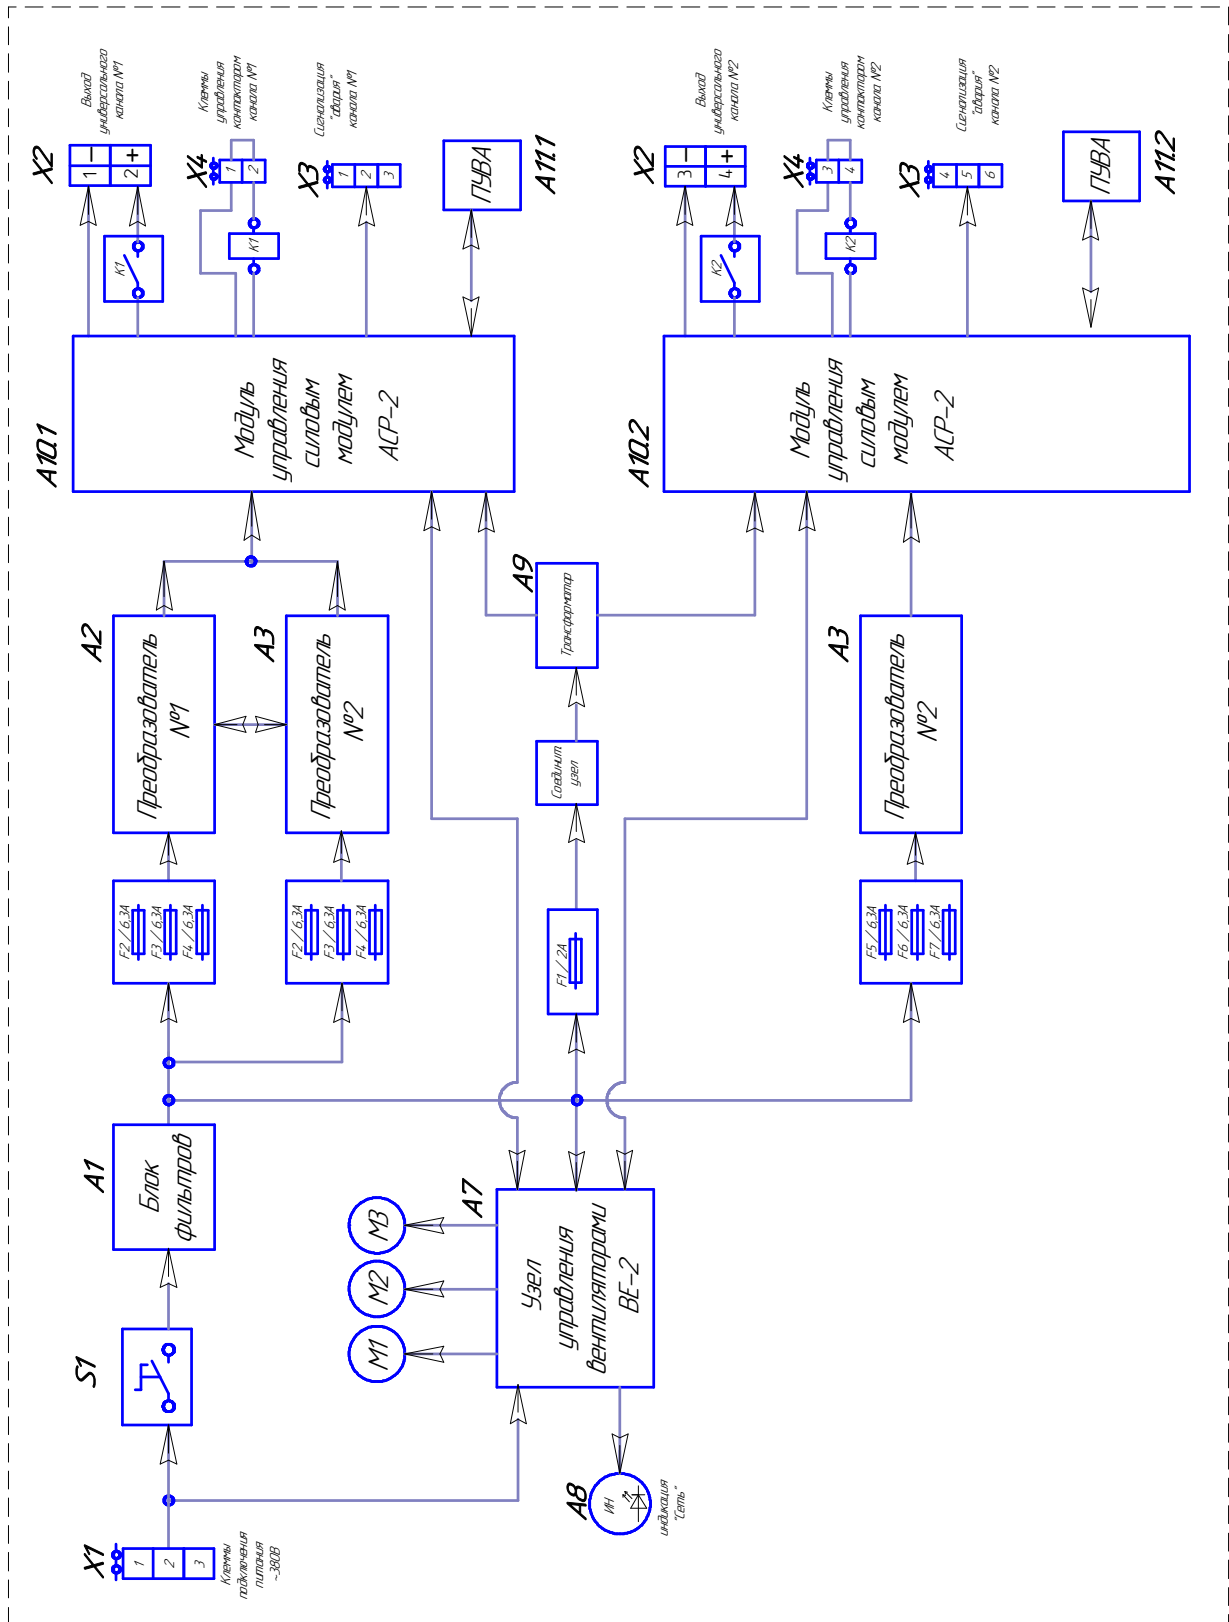 X1
1
2
3
Клеммы
подключения
питания
~380В
S1
A1
Блок
фильтров
F2 / 6,3А
F3 / 6,3А
F4 / 6,3А
A2
Преобразователь
№1
F2 / 6,3А
F3 / 6,3А
F4 / 6,3А
A3
Преобразователь
№2
A10.1
Модуль
управления
силовым
модулем
АСР-2
K1
X2
1
–
2
+
Выход
универсального
канала №1
K1
X4
1
2
Клеммы
управления
контактором
канала №1
X3
1
2
3
Сигнализация
"авария"
канала №1
ПУВА
A11.1
A8
ИН
индикация
"Сеть"
M1
M2
M3
A7
Узел
управления
вентиляторами
ВЕ-2
F1 / 2А
Соединит
узел
A9
Трансформатор
F5 / 6,3А
F6 / 6,3А
F7 / 6,3А
A3
Преобразователь
№2
A10.2
Модуль
управления
силовым
модулем
АСР-2
K2
X2
3
–
4
+
Выход
универсального
канала №2
K2
X4
3
4
Клеммы
управления
контактором
канала №2
X3
4
5
6
Сигнализация
"авария"
канала №2
ПУВА
A11.2